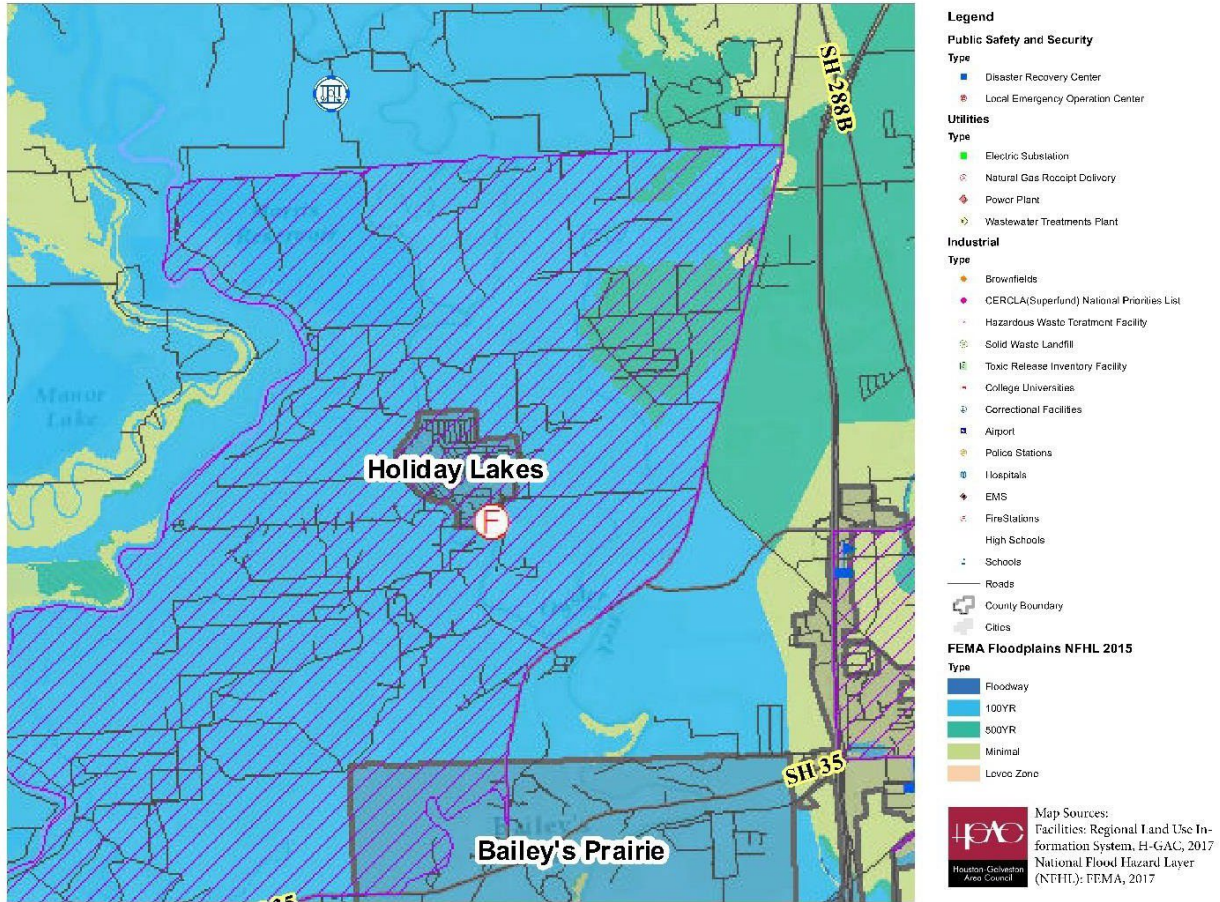 SH 288B
Manor
Lake
Holiday Lakes
F
SH 35
Bailey's Prairie
Legend
Public Safety and Security
Type
Disaster Recovery Center
Local Emergency Operation Center
Utilities
Type
Electric Substation
Natural Gas Receipt Delivery
Power Plant
Wastewater Treatments Plant
Industrial
Type
Brownfields
CERCLA(Superfund) National Priorities List
Hazardous Waste Teratment Facility
Solid Waste Landfill
Toxic Release Inventory Facility
College Universities
Correctional Facilities
Airport
Police Stations
Hospitals
EMS
FireStations
High Schools
Schools
Roads
County Boundary
Cities
FEMA Floodplains NFHL 2015
Type
Floodway
100YR
500YR
Minimal
Levee Zone
Houston-Galveston
Area Council
Map Sources:
Facilities: Regional Land Use In-
formation System, H-GAC, 2017
National Flood Hazard Layer
(NFHL): FEMA, 2017